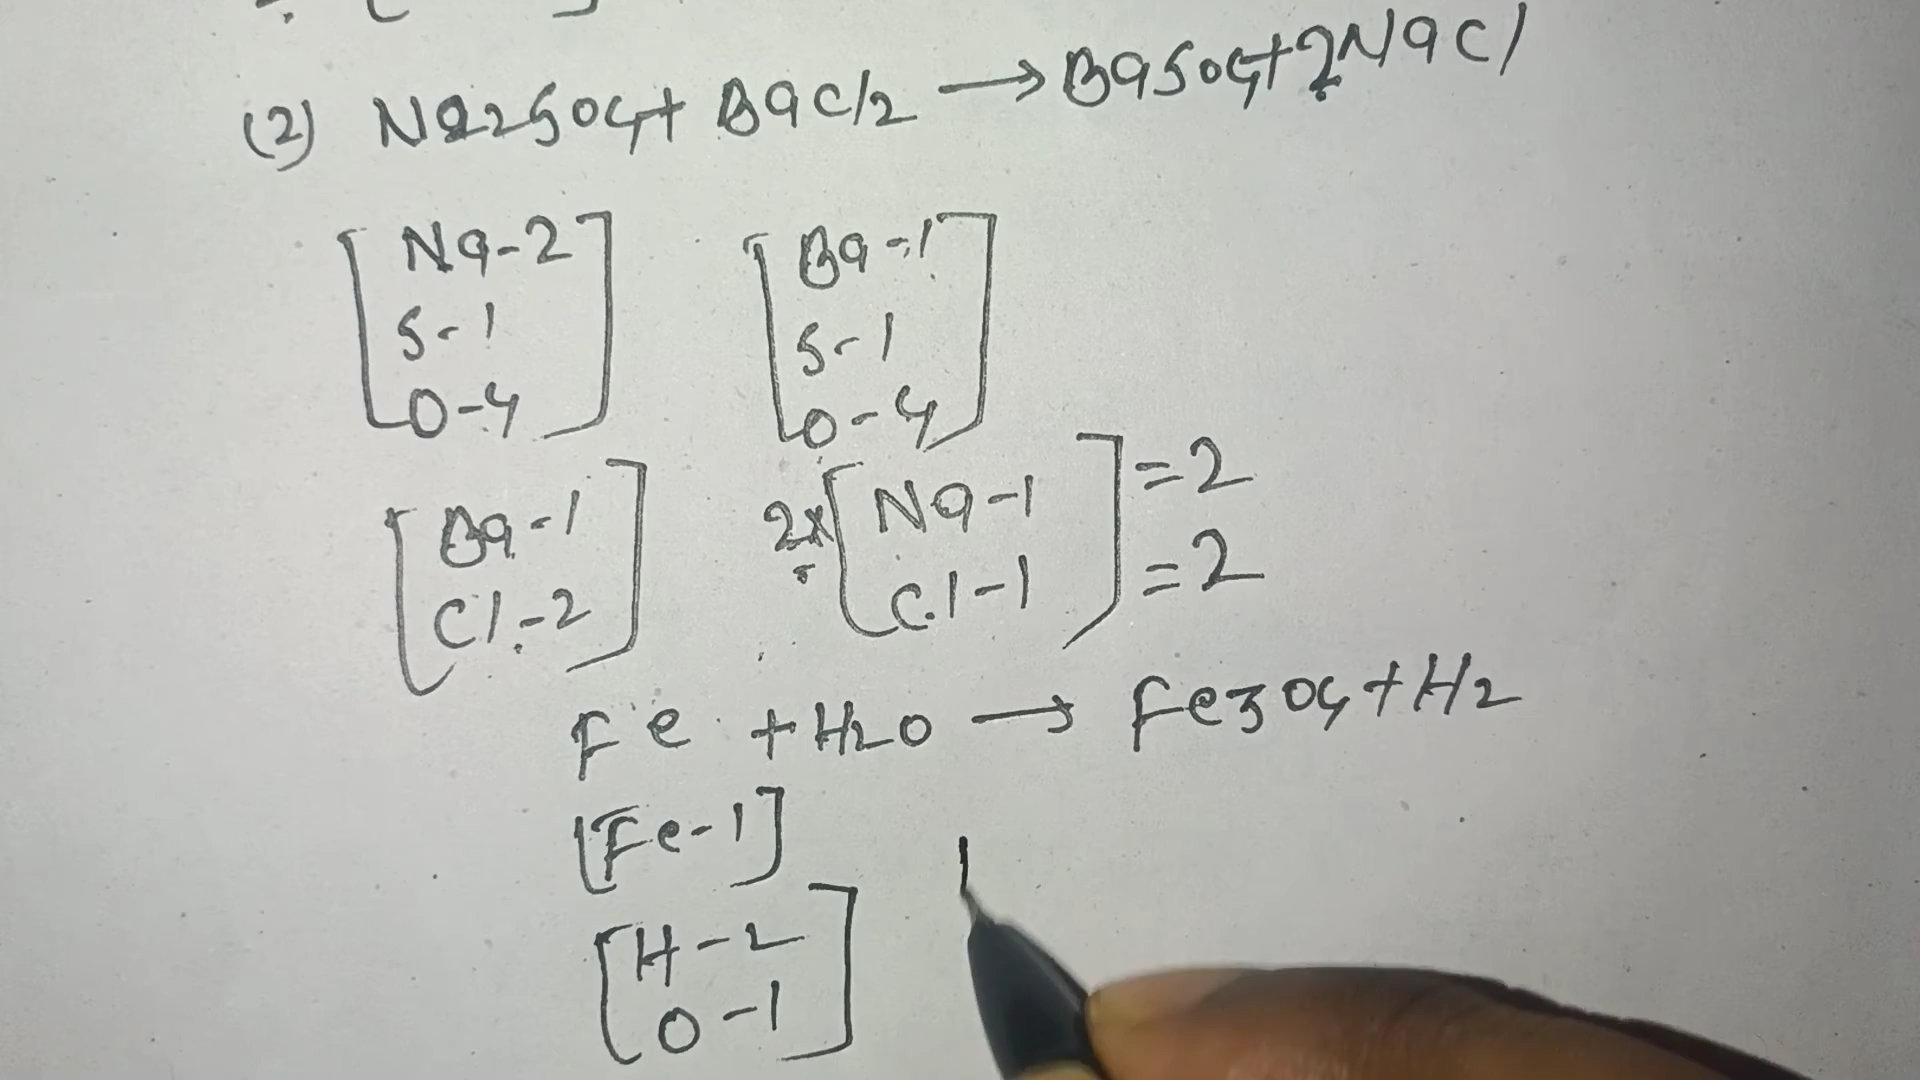 (2) Na2SO4 + BaCl2 → BaSO4 + 2NaCl
[Na-2] [Ba-1]
S-1 S-1
O-4 O-4
[Ba-1] 2x[Na-1] = 2
Cl-2 Cl-1 = 2
Fe + H2O → Fe3O4 + H2
[Fe-1]
[H-2]
O-1